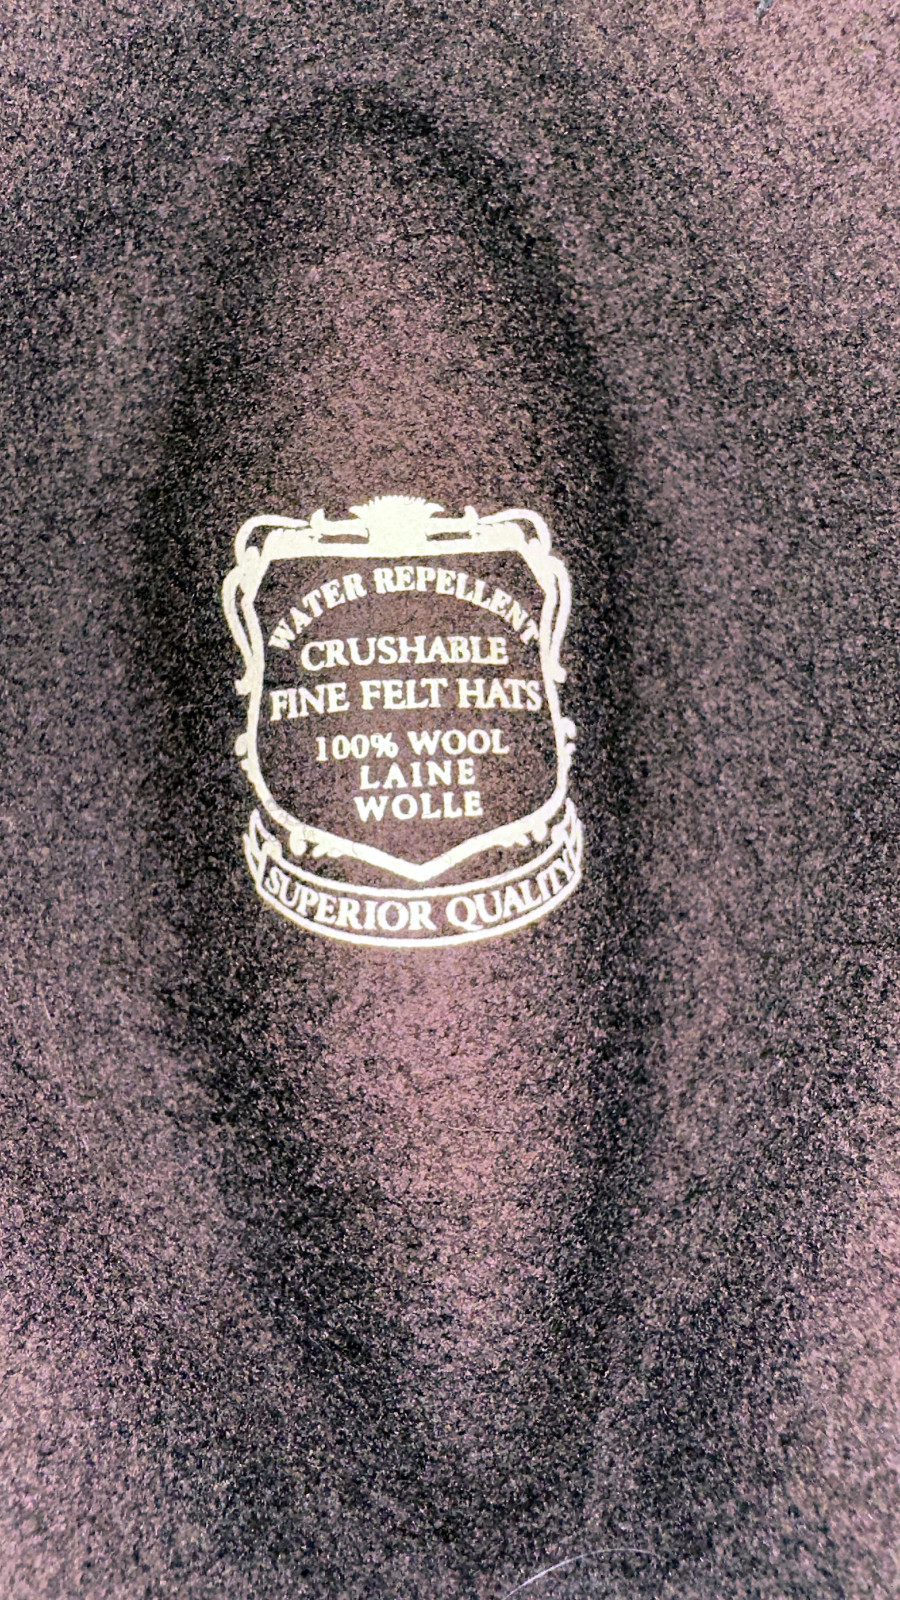 WATER REPELLENT
CRUSHABLE
FINE FELT HATS
100% WOOL
LAINE
WOLLE
SUPERIOR QUALITY